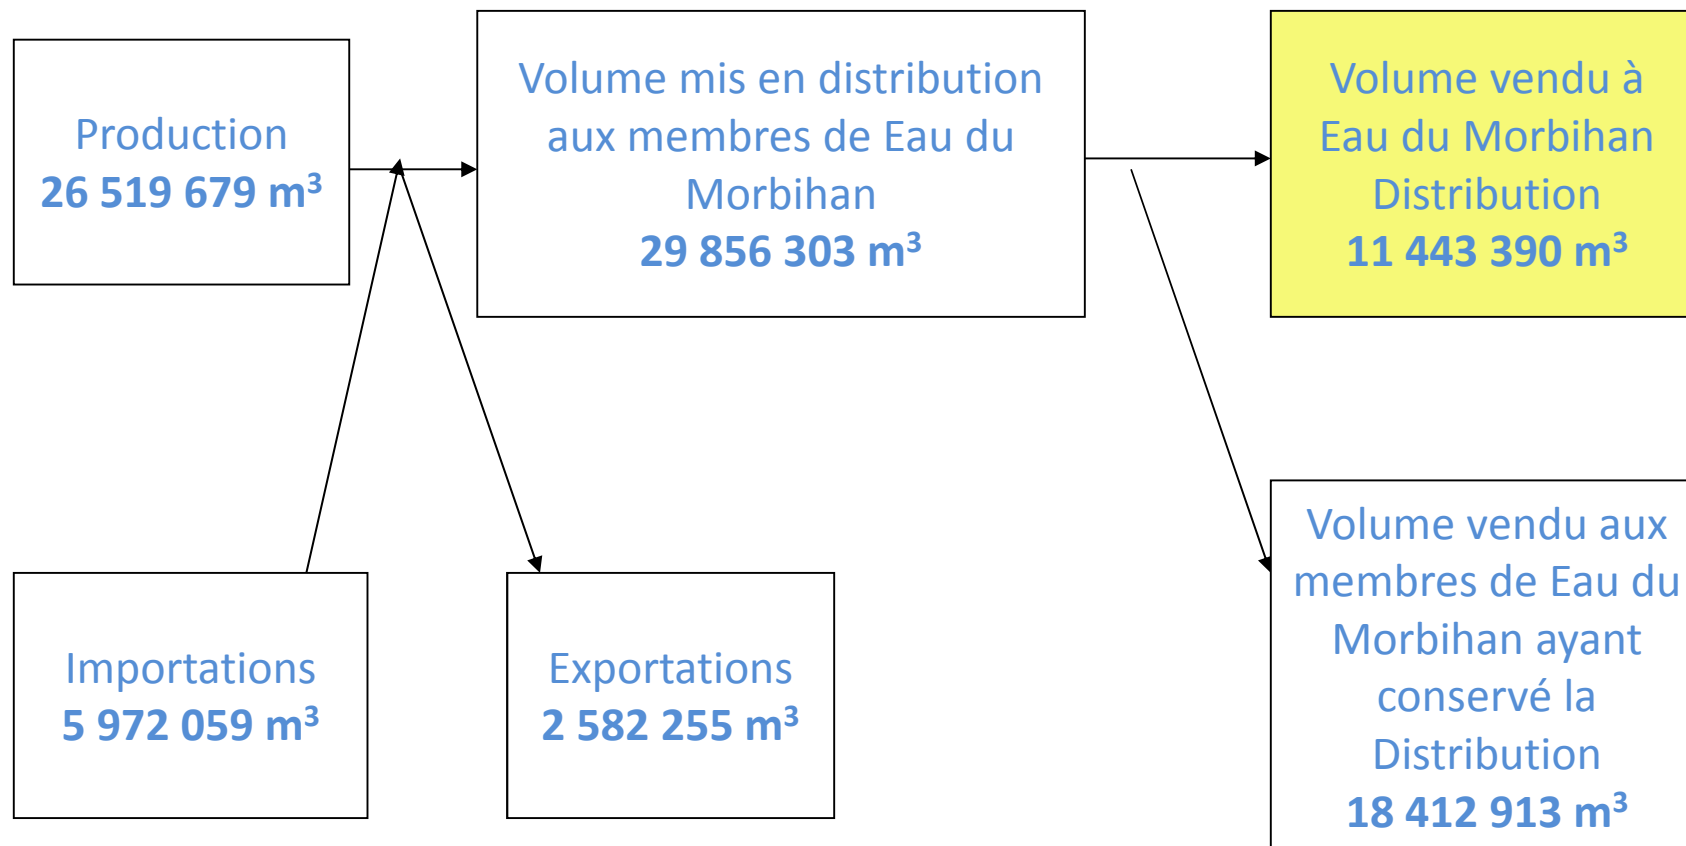 Production
26 519 679 m³
Volume mis en distribution
aux membres de Eau du
Morbihan
29 856 303 m³
Volume vendu à
Eau du Morbihan
Distribution
11 443 390 m³
Importations
5 972 059 m³
Exportations
2 582 255 m³
Volume vendu aux
membres de Eau du
Morbihan ayant
conservé la
Distribution
18 412 913 m³